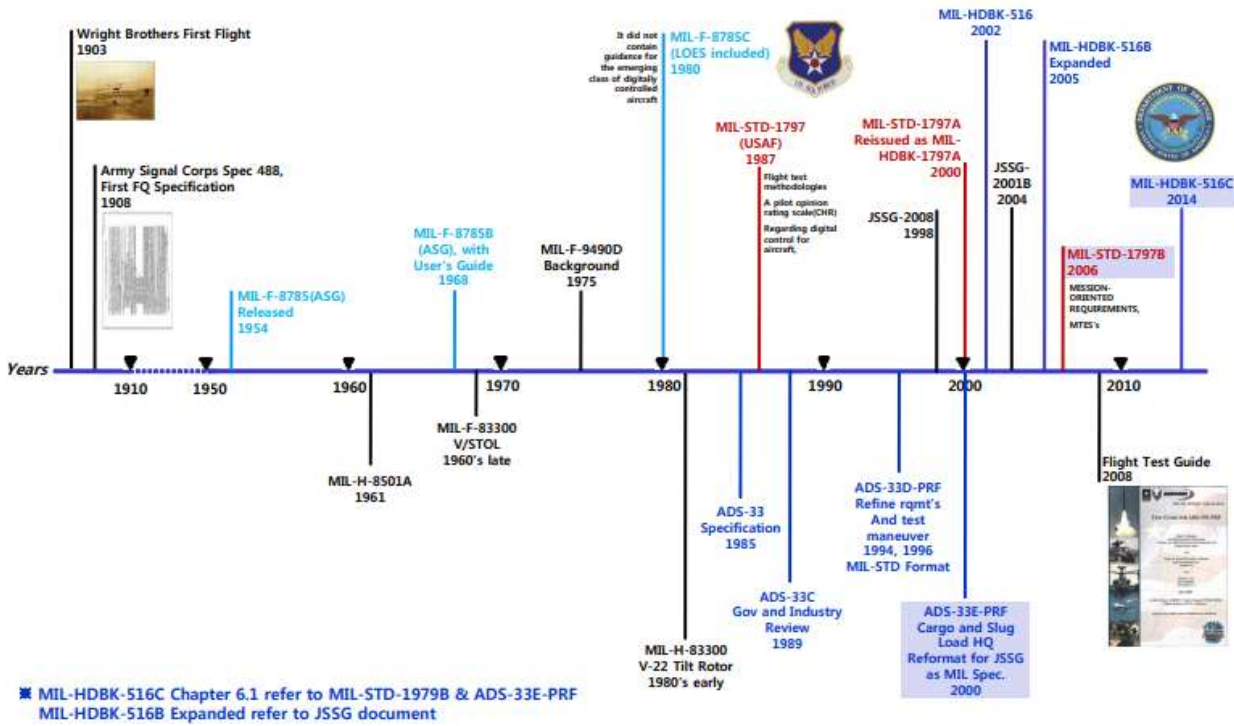 Wright Brothers First Flight
1903
Army Signal Corps Spec 488,
First FQ Specification
1908
MIL-F-8785(ASG)
Released
1954
MIL-F-8785B
(ASG), with
User's Guide
1968
MIL-F-9490D
Background
1975
It did not
contain
guidance for
the emerging
class of digitally
controlled
aircraft
MIL-F-8785C
(LOES included)
1980
MIL-STD-1797
(USAF)
1987
Flight test
methodologies
A pilot opinion
rating scale(CHR)
Regarding digital
control for
aircraft,
MIL-STD-1797A
Reissued as MIL-
HDBK-1797A
2000
JSSG-2008
1998
MIL-HDBK-516
2002
JSSG-
2001B
2004
MIL-HDBK-516B
Expanded
2005
MIL-STD-1797B
2006
MISSION-
ORIENTED
REQUIREMENTS,
MTES's
MIL-HDBK-516C
2014
Years
1910
1950
1960
1970
1980
1990
2000
2010
MIL-H-8501A
1961
MIL-F-83300
V/STOL
1960's late
MIL-H-83300
V-22 Tilt Rotor
1980's early
ADS-33
Specification
1985
ADS-33C
Gov and Industry
Review
1989
ADS-33D-PRF
Refine rqmt's
And test
maneuver
1994, 1996
MIL-STD Format
ADS-33E-PRF
Cargo and Slug
Load HQ
Reformat for JSSG
as MIL Spec.
2000
Flight Test Guide
2008
※ MIL-HDBK-516C Chapter 6.1 refer to MIL-STD-1979B & ADS-33E-PRF
MIL-HDBK-516B Expanded refer to JSSG document